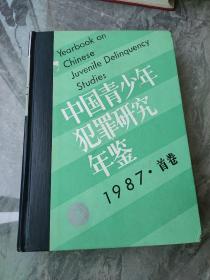 Yearbook on
Chinese
Juvenile Delinquency
Studies
中国青少年
犯罪研究
年鉴
1987·首卷